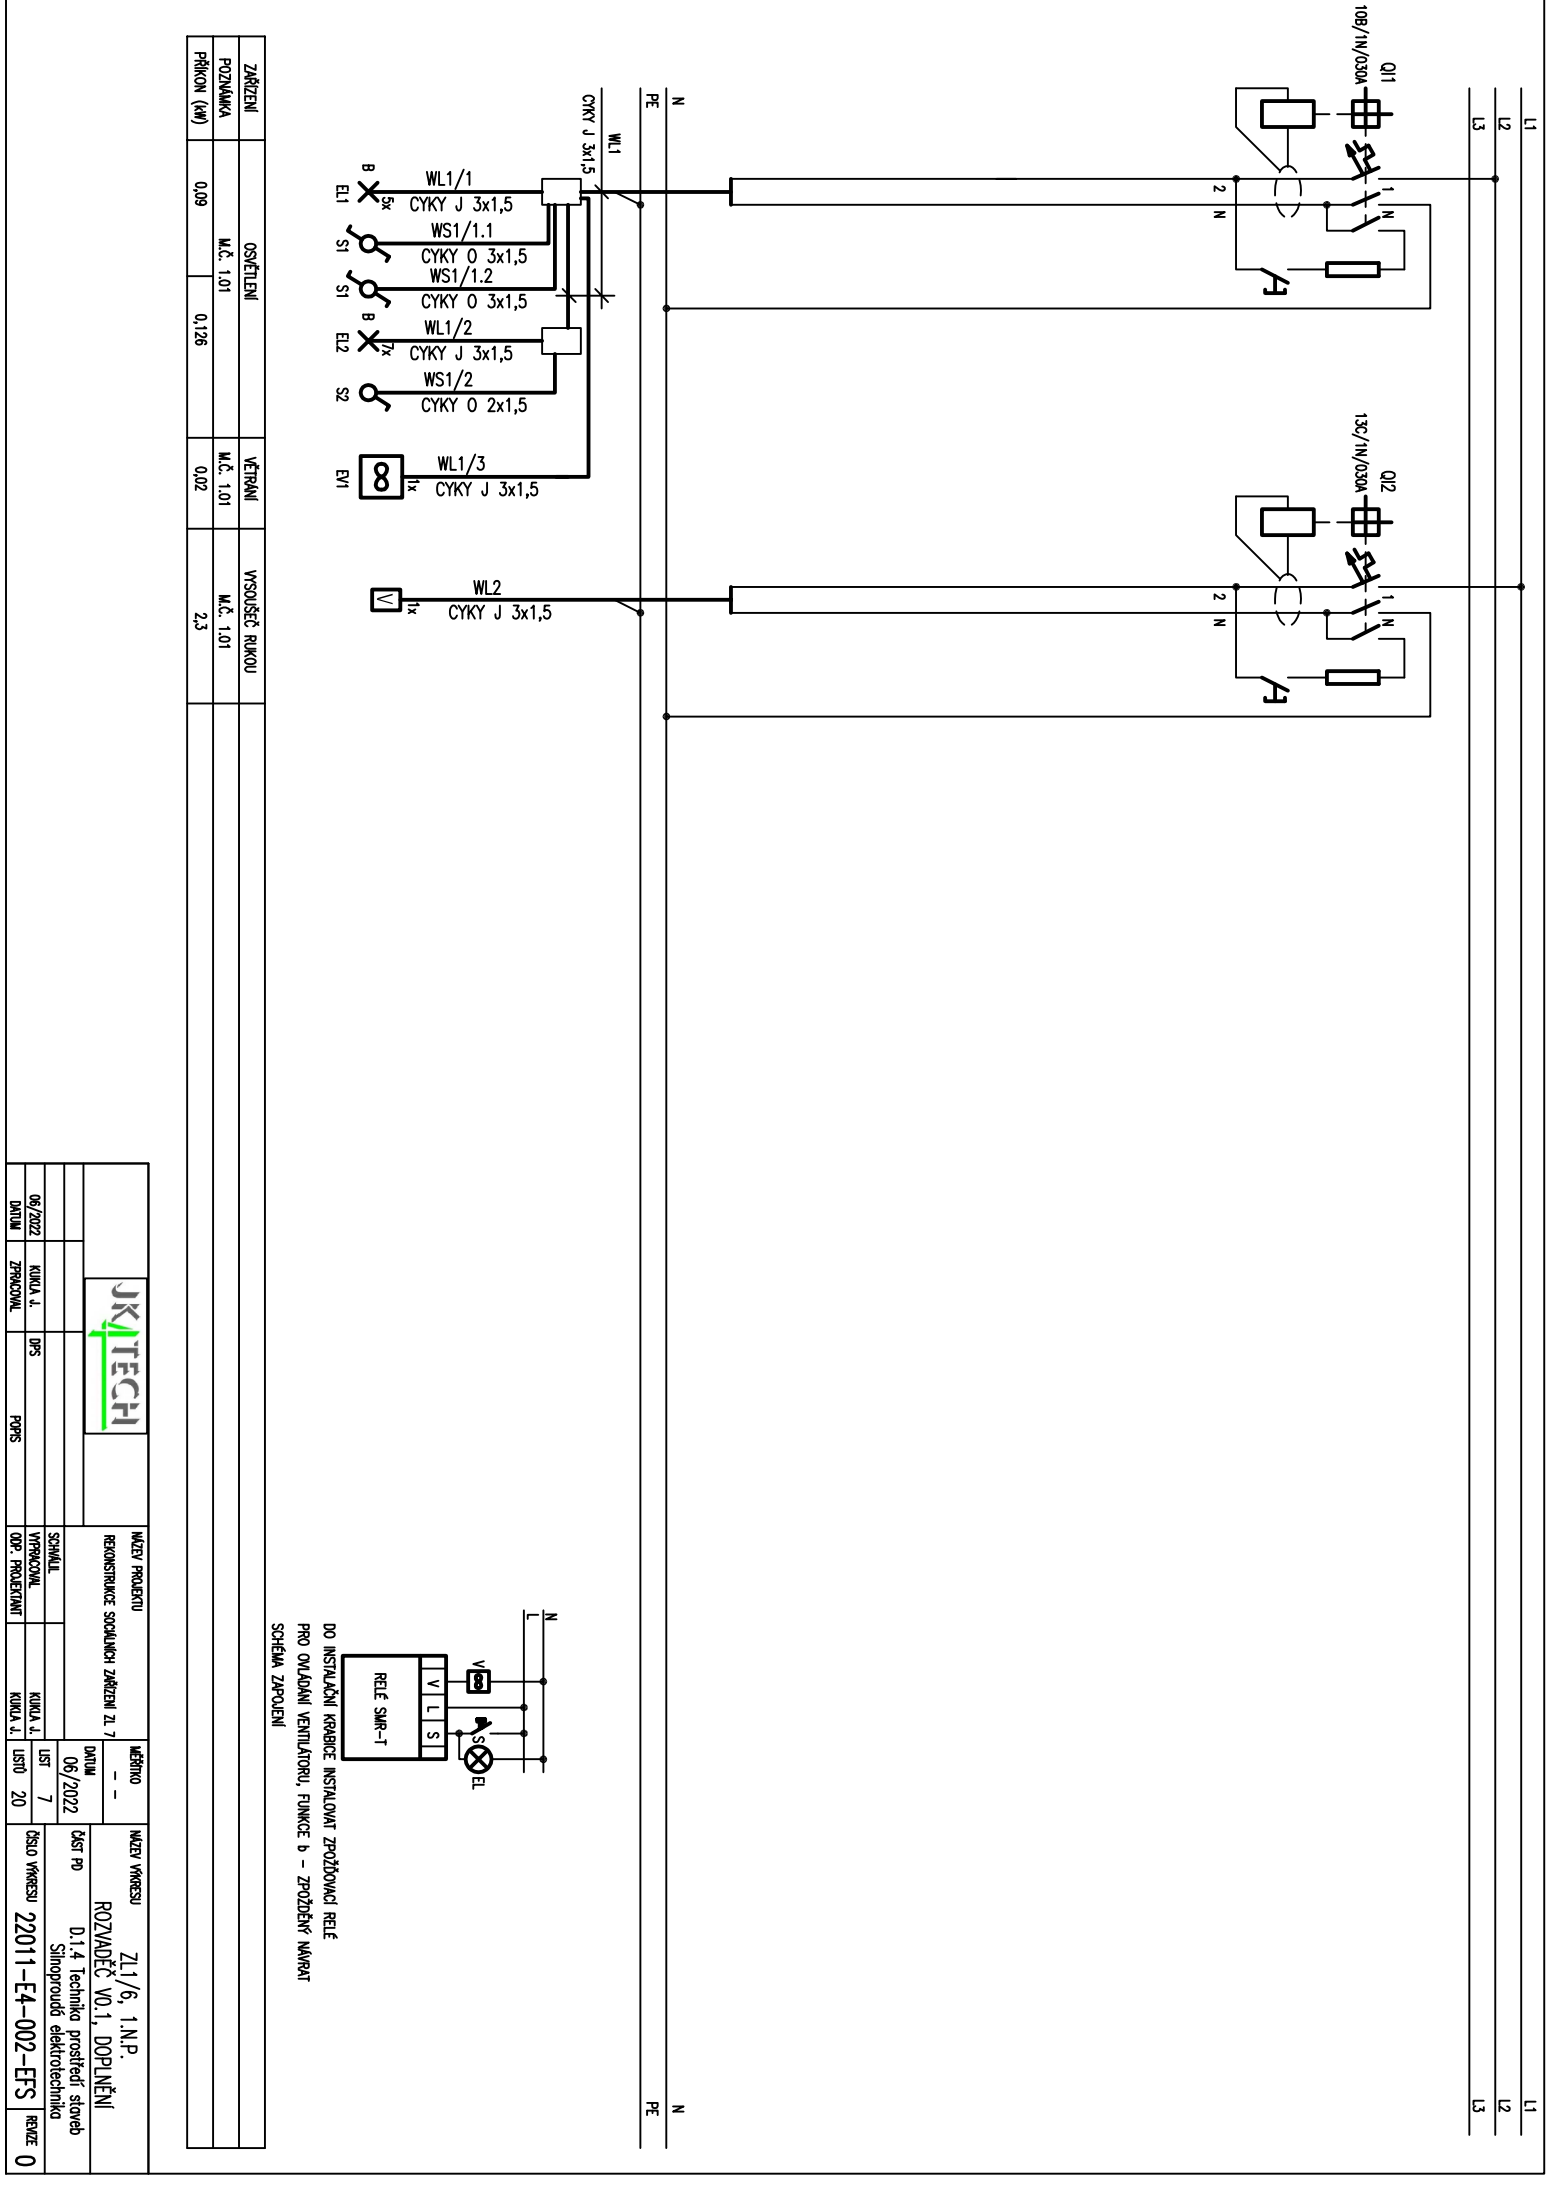 L1
L2
L3
L1
L2
L3
QI1
10B/1N/030A
1
N
2
N
QI2
13C/1N/030A
1
N
2
N
N
PE
N
PE
WL1
CYKY J 3x1,5
WL1/1
CYKY J 3x1,5
B
5x
EL1
WS1/1.1
CYKY O 3x1,5
S1
WS1/1.2
CYKY O 3x1,5
S1
WL1/2
CYKY J 3x1,5
B
7x
EL2
WS1/2
CYKY O 2x1,5
S2
WL1/3
CYKY J 3x1,5
1x
EV1
WL2
CYKY J 3x1,5
1x
V
N
L
V
S
EL
V L S
RELÉ SMR-T
DO INSTALAČNÍ KRABICE INSTALOVAT ZPOŽĎOVACÍ RELÉ
PRO OVLÁDÁNÍ VENTILÁTORU, FUNKCE b - ZPOŽDĚNÝ NÁVRAT
SCHÉMA ZAPOJENÍ
ZAŘÍZENÍ OSVĚTLENÍ VĚTRÁNÍ VYSOUŠEČ RUKOU
POZNÁMKA M.Č. 1.01 M.Č. 1.01 M.Č. 1.01
PŘÍKON (kW) 0,09 0,126 0,02 2,3
JK TECH
06/2022 KUKLA J. DPS
DATUM ZPRACOVAL POPIS
NÁZEV PROJEKTU
REKONSTRUKCE SOCIÁLNÍCH ZAŘÍZENÍ ZL 7
SCHVÁLIL
VYPRACOVAL KUKLA J.
ODP. PROJEKTANT KUKLA J.
MĚŘÍTKO
- -
DATUM
06/2022
LIST 7
LISTŮ 20
NÁZEV VÝKRESU
ZL1/6, 1.N.P.
ROZVADĚČ V0.1, DOPLNĚNÍ
ČÁST PD
D.1.4 Technika prostředí staveb
Silnoproudá elektrotechnika
ČÍSLO VÝKRESU 22011-E4-002-EFS
REVIZE 0